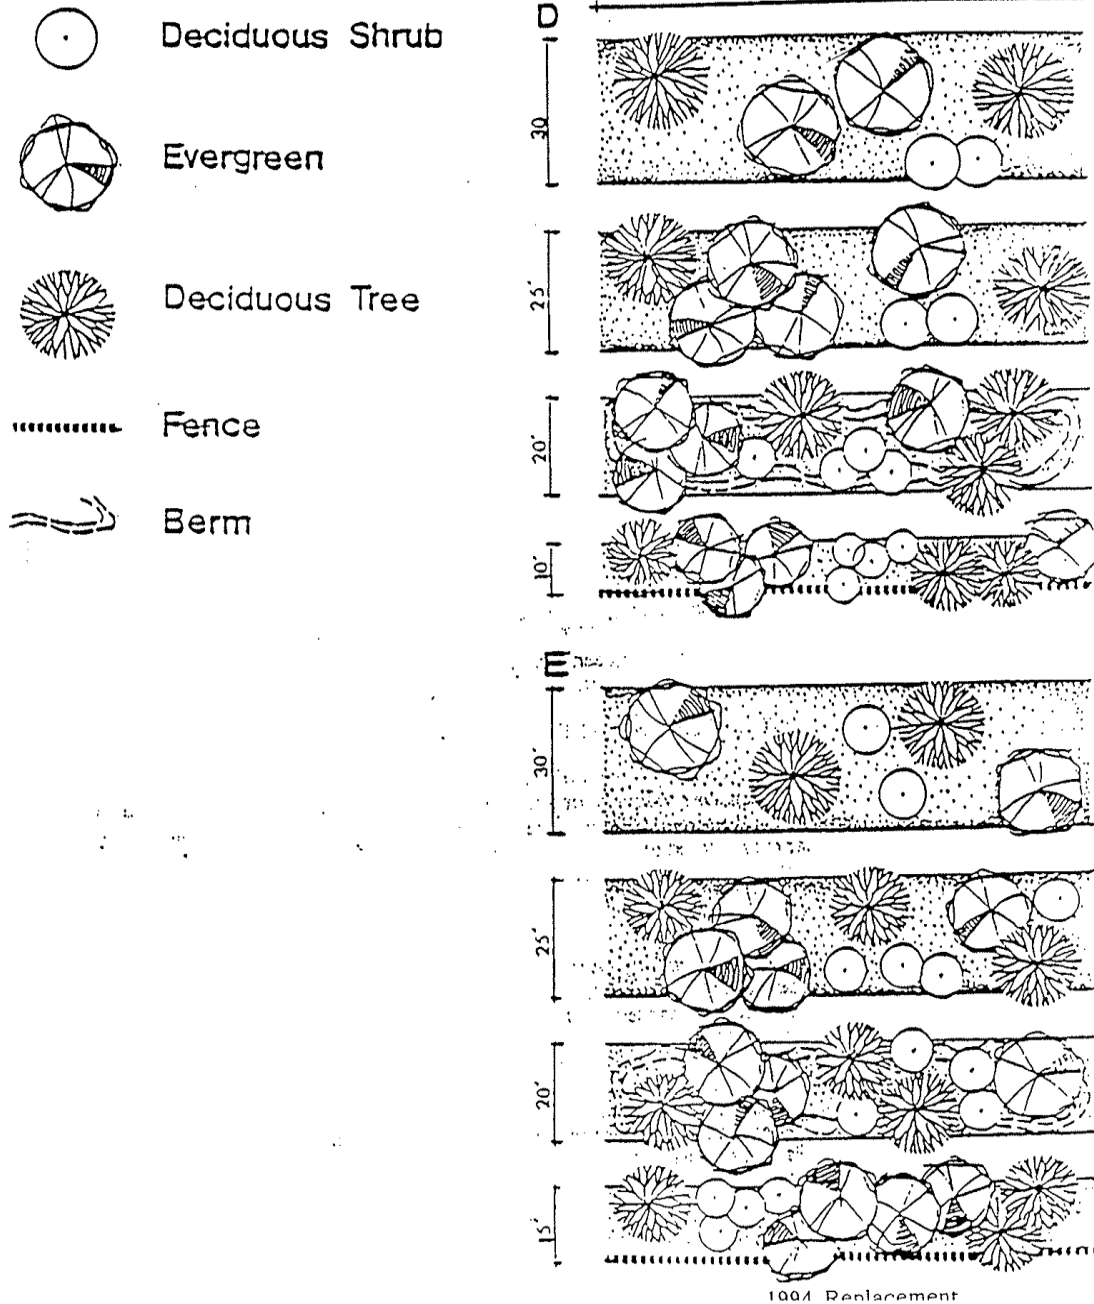 Deciduous Shrub
Evergreen
Deciduous Tree
Fence
Berm
D
30'
25'
20'
10'
E
30'
25'
20'
15'
1994 Replacement